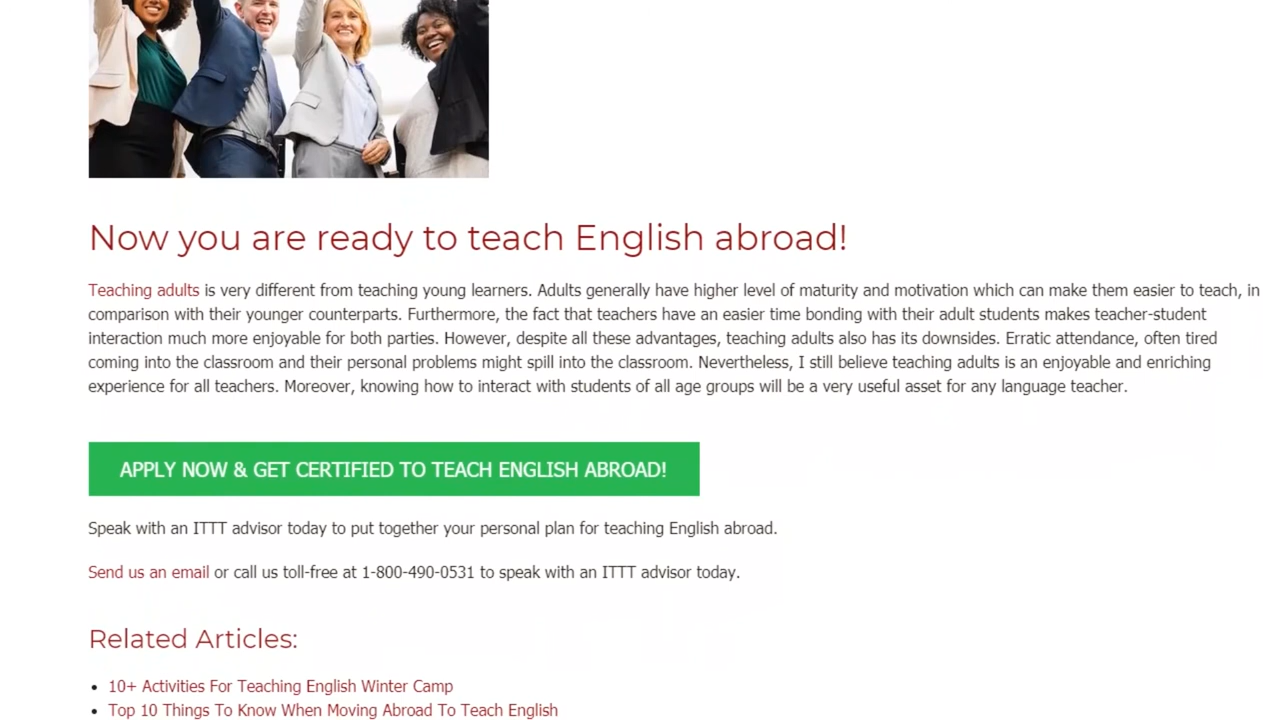 Now you are ready to teach English abroad!
Teaching adults is very different from teaching young learners. Adults generally have higher level of maturity and motivation which can make them easier to teach, in
comparison with their younger counterparts. Furthermore, the fact that teachers have an easier time bonding with their adult students makes teacher-student
interaction much more enjoyable for both parties. However, despite all these advantages, teaching adults also has its downsides. Erratic attendance, often tired
coming into the classroom and their personal problems might spill into the classroom. Nevertheless, I still believe teaching adults is an enjoyable and enriching
experience for all teachers. Moreover, knowing how to interact with students of all age groups will be a very useful asset for any language teacher.
APPLY NOW & GET CERTIFIED TO TEACH ENGLISH ABROAD!
Speak with an ITTT advisor today to put together your personal plan for teaching English abroad.
Send us an email or call us toll-free at 1-800-490-0531 to speak with an ITTT advisor today.
Related Articles:
• 10+ Activities For Teaching English Winter Camp
• Top 10 Things To Know When Moving Abroad To Teach English